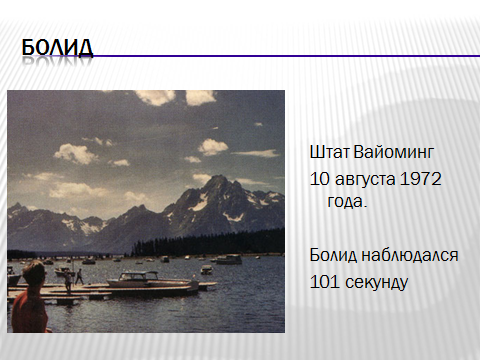 БОЛИД
Штат Вайоминг
10 августа 1972
года.
Болид наблюдался
101 секунду